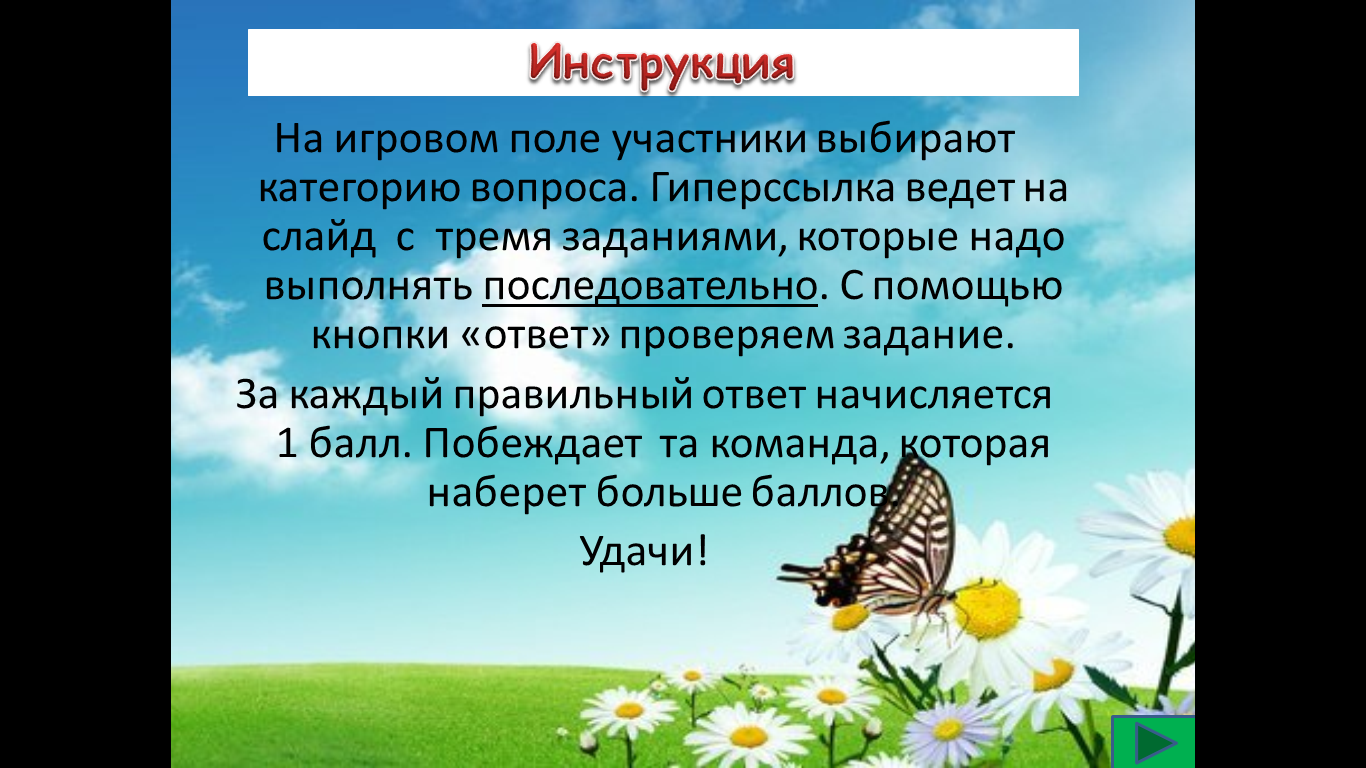 Инструкция
На игровом поле участники выбирают
категорию вопроса. Гиперссылка ведет на
слайд с тремя заданиями, которые надо
выполнять последовательно. С помощью
кнопки «ответ» проверяем задание.
За каждый правильный ответ начисляется
1 балл. Побеждает та команда, которая
наберет больше баллов.
Удачи!